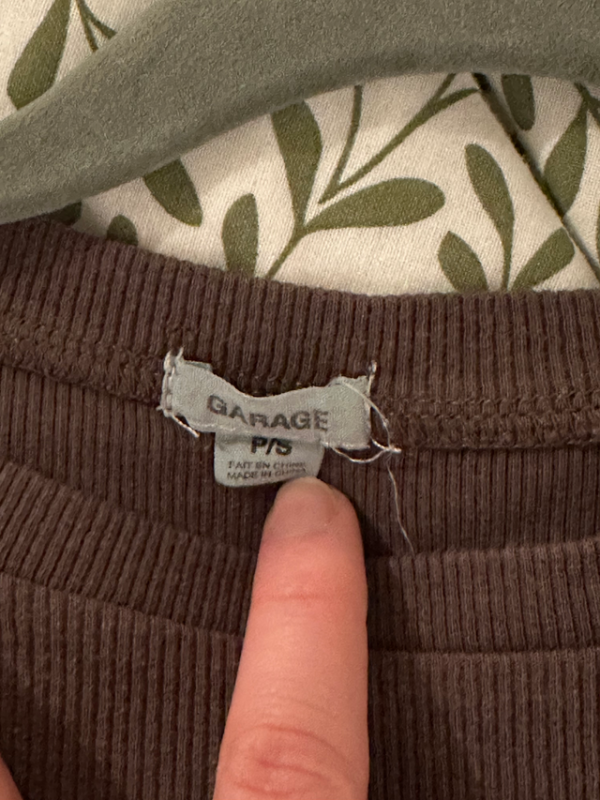 GARAGE
P/S
FAIT EN CHINE
MADE IN CHINA